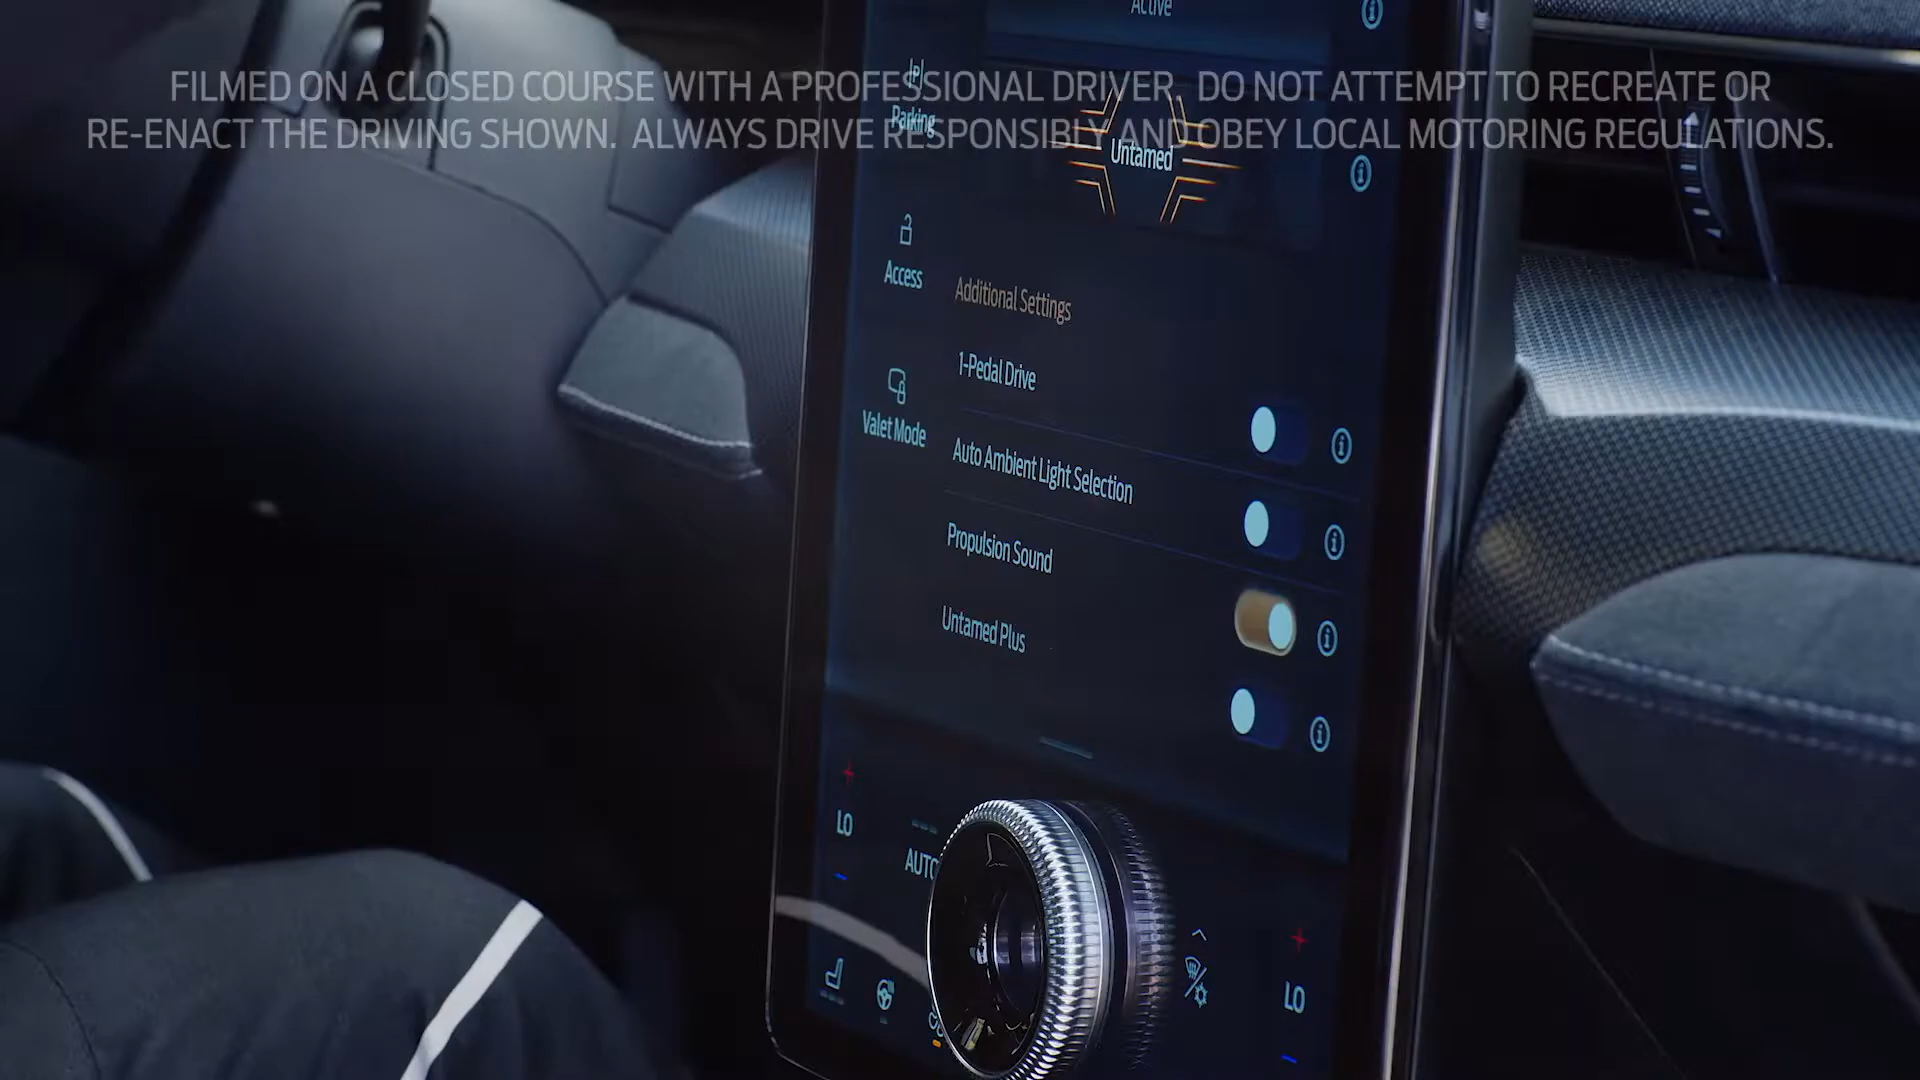 Active
FILMED ON A CLOSED COURSE WITH A PROFESSIONAL DRIVER. DO NOT ATTEMPT TO RECREATE OR
RE-ENACT THE DRIVING SHOWN. ALWAYS DRIVE RESPONSIBLY AND OBEY LOCAL MOTORING REGULATIONS.
Parking
Untamed
Access
Additional Settings
1-Pedal Drive
Valet Mode
Auto Ambient Light Selection
Propulsion Sound
Untamed Plus
LO
AUTO
LO